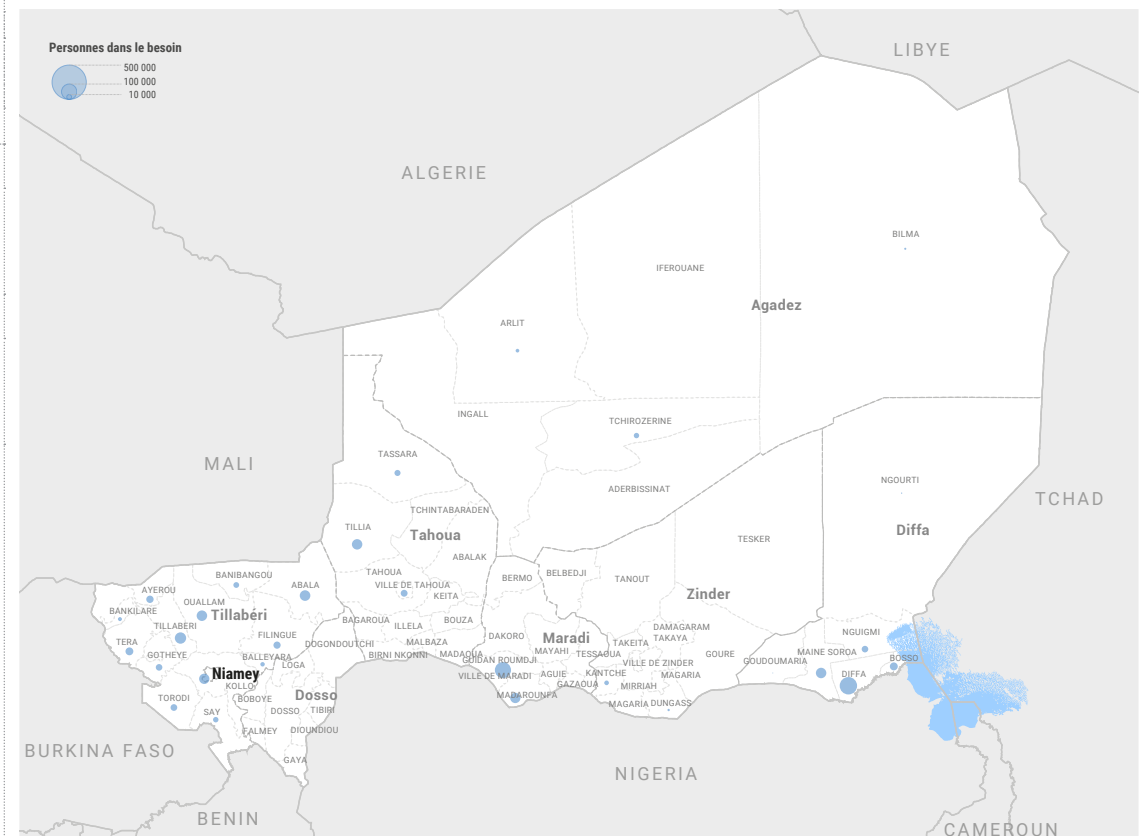 Personnes dans le besoin
500 000
100 000
10 000
LIBYE
ALGERIE
BILMA
IFEROUANE
Agadez
ARLIT
INGALL
TCHIROZERINE
TASSARA
MALI
NGOURTI
ADERBISSINAT
TCHAD
TCHINTABARADEN
TILLIA
Tahoua
Diffa
TESKER
ABALAK
TAHOUA
BELBEDJI
BANIBANGOU
BERMO
TANOUT
VILLE DE TAHOUA
ABALA
AYEROU
KEITA
Zinder
OUALLAM
BANKILARE
Tillabéri
BAGAROUA
BOUZA
TILLABERI
ILLELA
DAMAGARAM
TAKAYA
NGUIGMI
FILINGUE
DAKORO
Maradi
TERA
DOGONDOUTCHI
MALBAZA
TAKEITA
MAYAHI
MAINE SOROA
GOTHEYE
BALLEYARA
BIRNI NKONNI
MADAOUA
TESSAOUA
GOURE
GUIDAN ROUMDJI
GOUDOUMARIA
BOSSO
LOGA
VILLE DE ZINDER
Niamey
VILLE DE MARADI
AGUIE
KANTCHE
DIFFA
MAGARIA
KOLLO
GAZAOUA
MIRRIAH
Dosso
MADAROUNFA
TORODI
BOBOYE
MAGARIA
DUNGASS
SAY
DOSSO
TIBIRI
FALMEY
DIOUNDIOU
BURKINA FASO
GAYA
NIGERIA
BENIN
CAMEROUN